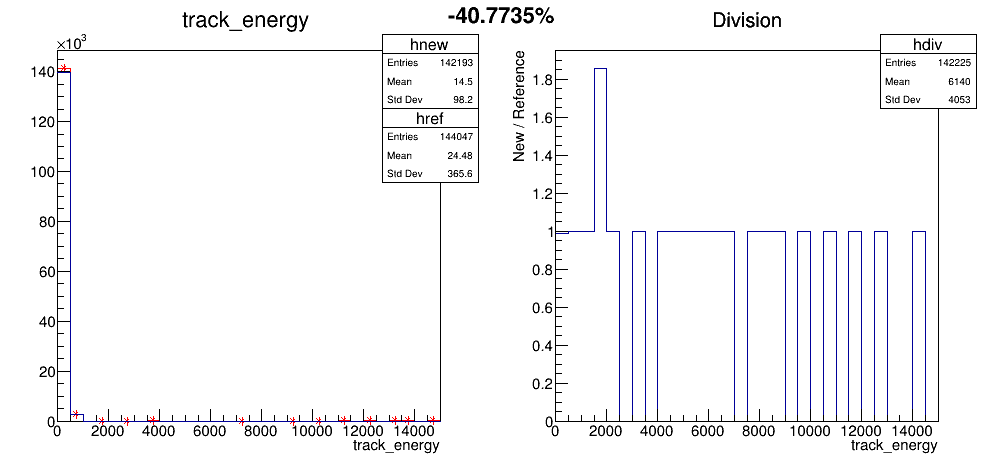 -40.7735%
track_energy
×10³
hnew
Entries 142193
Mean 14.5
Std Dev 98.2
href
Entries 144047
Mean 24.48
Std Dev 365.6
140
120
100
80
60
40
20
0
0 2000 4000 6000 8000 10000 12000 14000
track_energy
Division
hdiv
Entries 142225
Mean 6140
Std Dev 4053
New / Reference
1.8
1.6
1.4
1.2
1
0.8
0.6
0.4
0.2
0
0 2000 4000 6000 8000 10000 12000 14000
track_energy